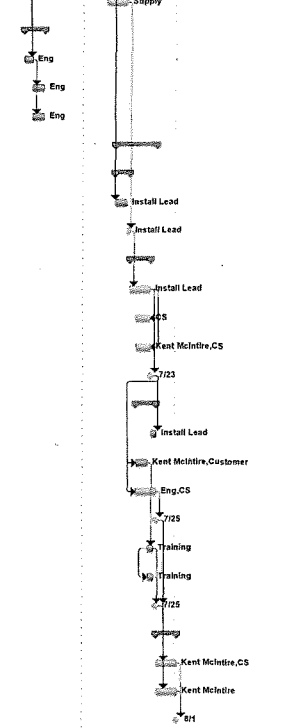 Supply
Eng
Eng
Eng
Install Lead
Install Lead
Install Lead
CS
Kent McIntire,CS
7/23
Install Lead
Kent McIntire,Customer
Eng,CS
7/25
Training
Training
7/25
Kent McIntire,CS
Kent McIntire
8/1